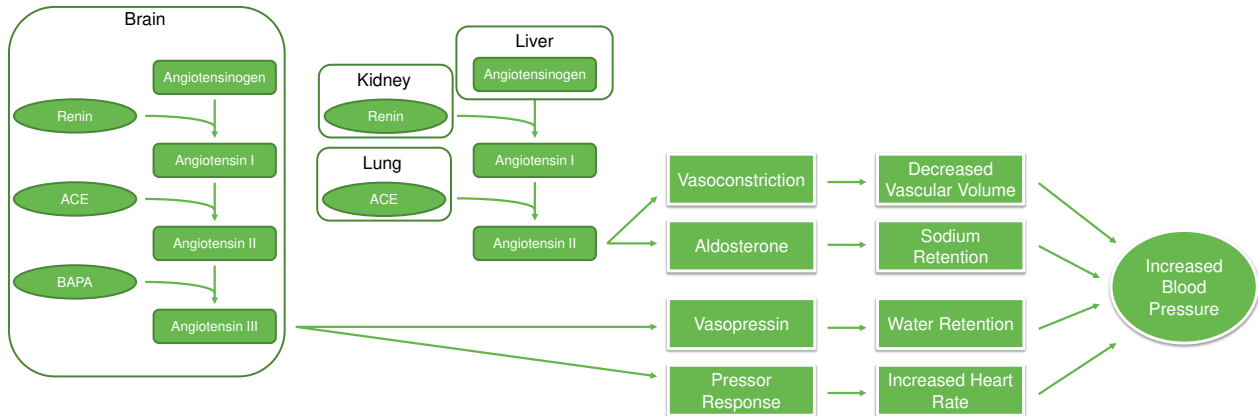 Brain
Angiotensinogen
Renin
Angiotensin I
ACE
Angiotensin II
BAPA
Angiotensin III
Liver
Angiotensinogen
Kidney
Renin
Angiotensin I
Lung
ACE
Angiotensin II
Vasoconstriction
Decreased
Vascular Volume
Aldosterone
Sodium
Retention
Vasopressin
Water Retention
Pressor
Response
Increased Heart
Rate
Increased
Blood
Pressure